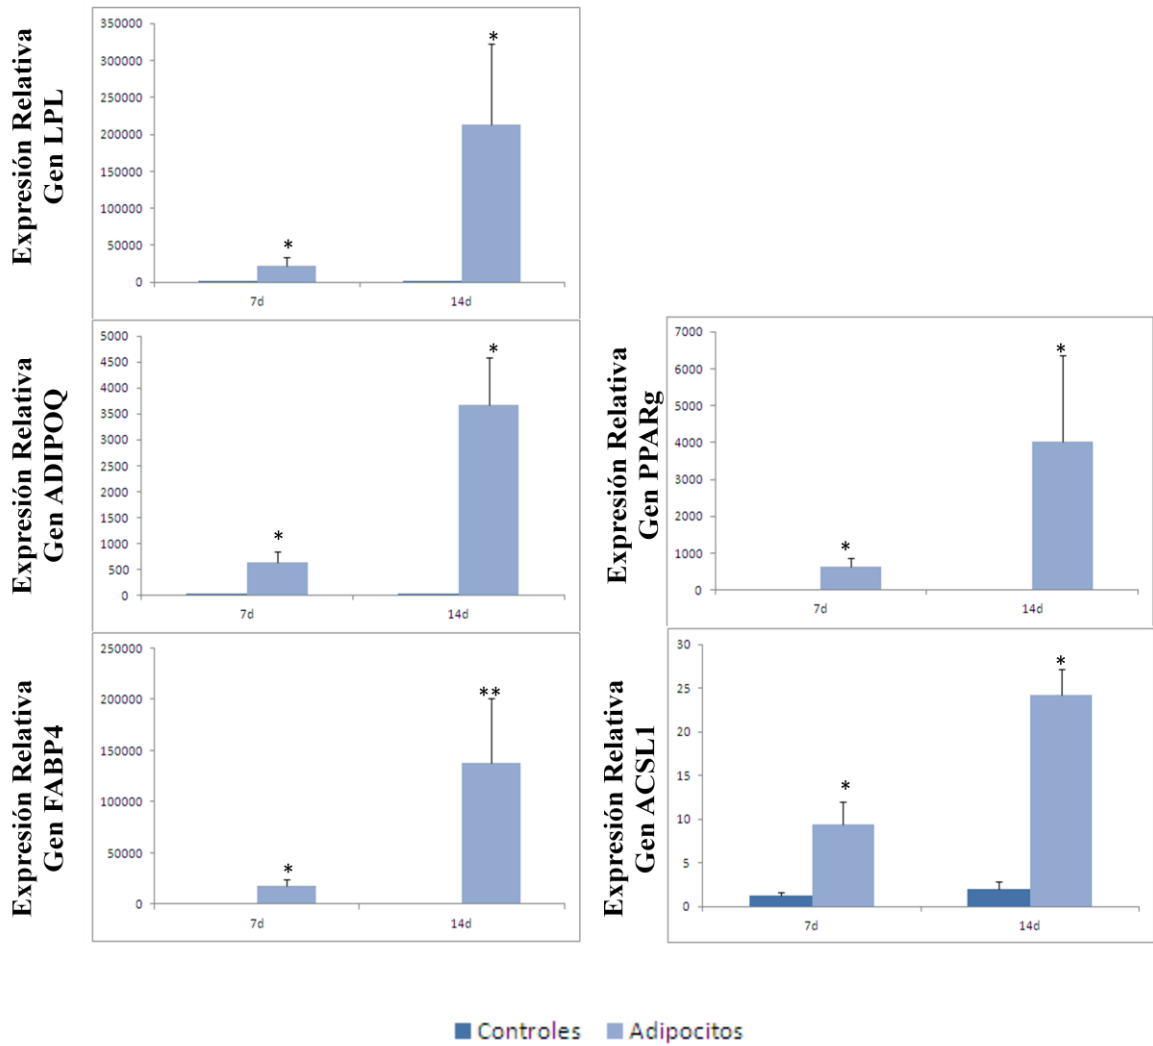 Expresión Relativa
Gen LPL
350000
300000
250000
200000
150000
100000
50000
0
*
*
7d
14d
Expresión Relativa
Gen ADIPOQ
5000
4500
4000
3500
3000
2500
2000
1500
1000
500
0
*
*
7d
14d
Expresión Relativa
Gen PPARg
7000
6000
5000
4000
3000
2000
1000
0
*
*
7d
14d
Expresión Relativa
Gen FABP4
250000
200000
150000
100000
50000
0
*
**
7d
14d
Expresión Relativa
Gen ACSL1
30
25
20
15
10
5
0
*
*
7d
14d
Controles Adipocitos